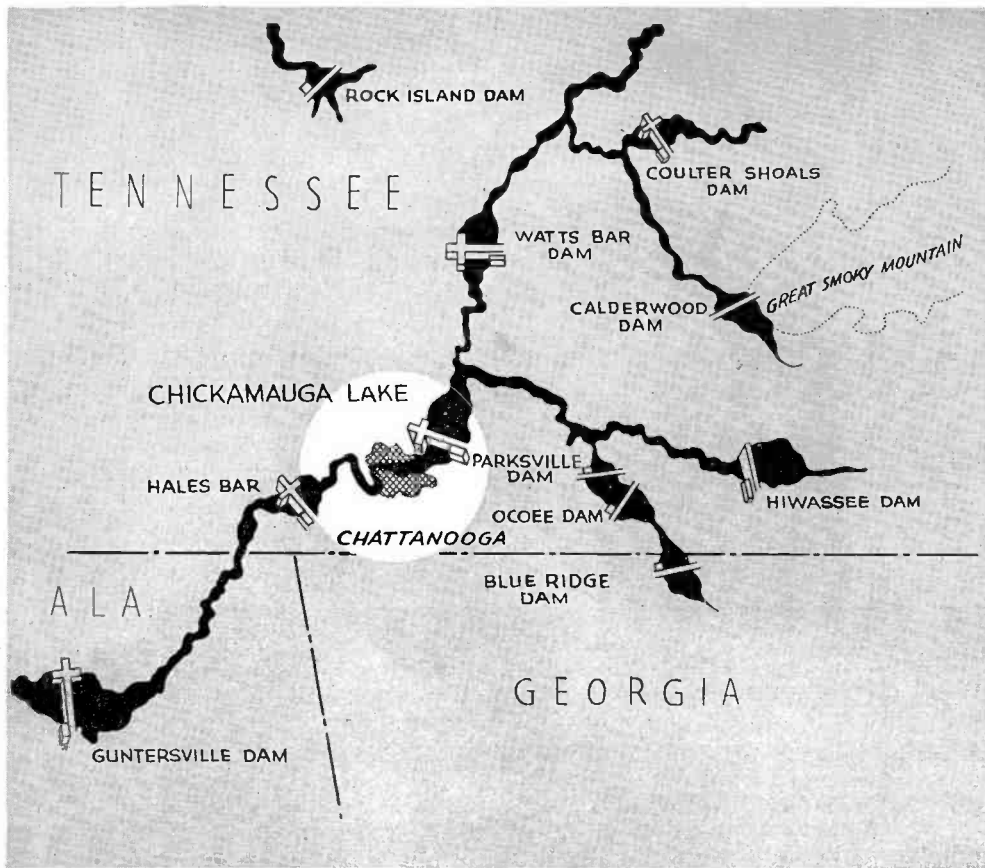 ROCK ISLAND DAM
TENNESSEE
COULTER SHOALS
DAM
WATTS BAR
DAM
GREAT SMOKY MOUNTAIN
CALDERWOOD
DAM
CHICKAMAUGA LAKE
HALES BAR
PARKSVILLE
DAM
OCOEE DAM
HIWASSEE DAM
CHATTANOOGA
BLUE RIDGE
DAM
ALA.
GEORGIA
GUNTERSVILLE DAM